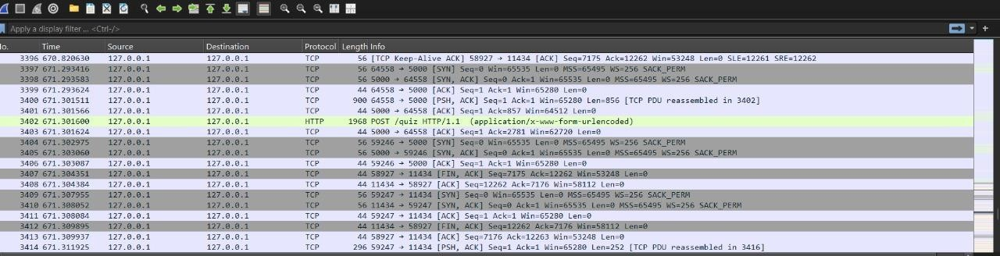 Apply a display filter … <Ctrl-/>
o. Time Source Destination Protocol Length Info
3396 670.820630 127.0.0.1 127.0.0.1 TCP 56 [TCP Keep-Alive ACK] 58927 → 11434 [ACK] Seq=7175 Ack=12262 Win=53248 Len=0 SLE=12261 SRE=12262
3397 671.293416 127.0.0.1 127.0.0.1 TCP 56 64558 → 5000 [SYN] Seq=0 Win=65535 Len=0 MSS=65495 WS=256 SACK_PERM
3398 671.293583 127.0.0.1 127.0.0.1 TCP 56 5000 → 64558 [SYN, ACK] Seq=0 Ack=1 Win=65535 Len=0 MSS=65495 WS=256 SACK_PERM
3399 671.293624 127.0.0.1 127.0.0.1 TCP 44 64558 → 5000 [ACK] Seq=1 Ack=1 Win=65280 Len=0
3400 671.301511 127.0.0.1 127.0.0.1 TCP 900 64558 → 5000 [PSH, ACK] Seq=1 Ack=1 Win=65280 Len=856 [TCP PDU reassembled in 3402]
3401 671.301566 127.0.0.1 127.0.0.1 TCP 44 5000 → 64558 [ACK] Seq=1 Ack=857 Win=64512 Len=0
3402 671.301600 127.0.0.1 127.0.0.1 HTTP 1968 POST /quiz HTTP/1.1 (application/x-www-form-urlencoded)
3403 671.301624 127.0.0.1 127.0.0.1 TCP 44 5000 → 64558 [ACK] Seq=1 Ack=2781 Win=62720 Len=0
3404 671.302975 127.0.0.1 127.0.0.1 TCP 56 59246 → 5000 [SYN] Seq=0 Win=65535 Len=0 MSS=65495 WS=256 SACK_PERM
3405 671.303060 127.0.0.1 127.0.0.1 TCP 56 5000 → 59246 [SYN, ACK] Seq=0 Ack=1 Win=65535 Len=0 MSS=65495 WS=256 SACK_PERM
3406 671.303087 127.0.0.1 127.0.0.1 TCP 44 59246 → 5000 [ACK] Seq=1 Ack=1 Win=65280 Len=0
3407 671.304351 127.0.0.1 127.0.0.1 TCP 44 58927 → 11434 [FIN, ACK] Seq=7175 Ack=12262 Win=53248 Len=0
3408 671.304384 127.0.0.1 127.0.0.1 TCP 44 11434 → 58927 [ACK] Seq=12262 Ack=7176 Win=58112 Len=0
3409 671.307955 127.0.0.1 127.0.0.1 TCP 56 59247 → 11434 [SYN] Seq=0 Win=65535 Len=0 MSS=65495 WS=256 SACK_PERM
3410 671.308052 127.0.0.1 127.0.0.1 TCP 56 11434 → 59247 [SYN, ACK] Seq=0 Ack=1 Win=65535 Len=0 MSS=65495 WS=256 SACK_PERM
3411 671.308084 127.0.0.1 127.0.0.1 TCP 44 59247 → 11434 [ACK] Seq=1 Ack=1 Win=65280 Len=0
3412 671.309895 127.0.0.1 127.0.0.1 TCP 44 11434 → 58927 [FIN, ACK] Seq=12262 Ack=7176 Win=58112 Len=0
3413 671.309937 127.0.0.1 127.0.0.1 TCP 44 58927 → 11434 [ACK] Seq=7176 Ack=12263 Win=53248 Len=0
3414 671.311925 127.0.0.1 127.0.0.1 TCP 296 59247 → 11434 [PSH, ACK] Seq=1 Ack=1 Win=65280 Len=252 [TCP PDU reassembled in 3416]